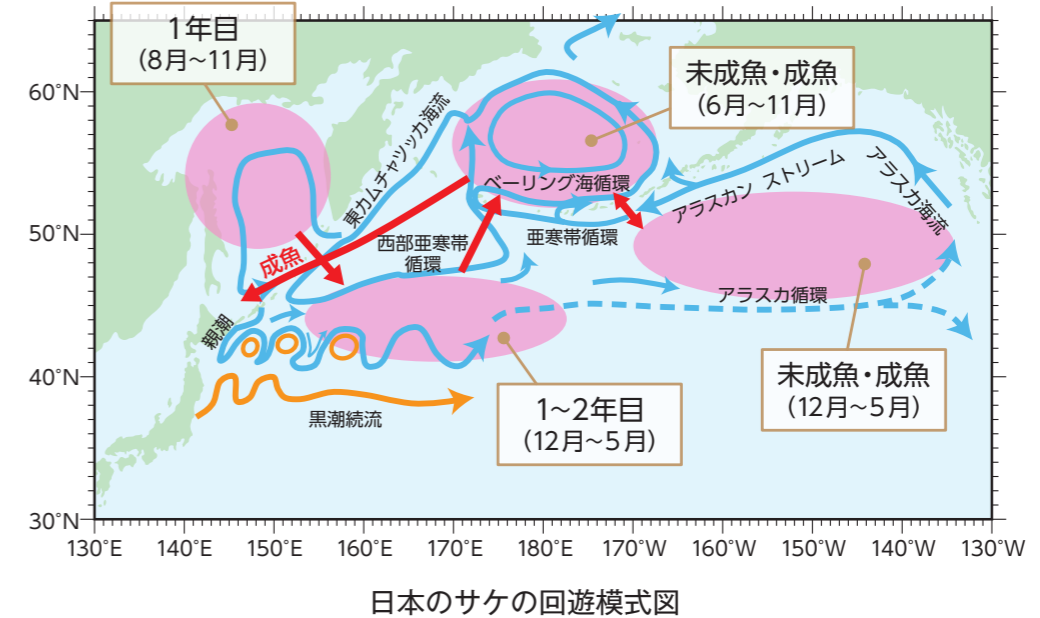 1年目
(8月~11月)
未成魚・成魚
(6月~11月)
60°N
50°N
40°N
30°N
東カムチャツッカ海流
ベーリング海循環
アラスカン ストリーム
アラスカ海流
西部亜寒帯
循環
亜寒帯循環
成魚
アラスカ循環
親潮
黒潮続流
1~2年目
(12月~5月)
未成魚・成魚
(12月~5月)
130°E
140°E
150°E
160°E
170°E
180°E
170°W
160°W
150°W
140°W
130°W
日本のサケの回遊模式図